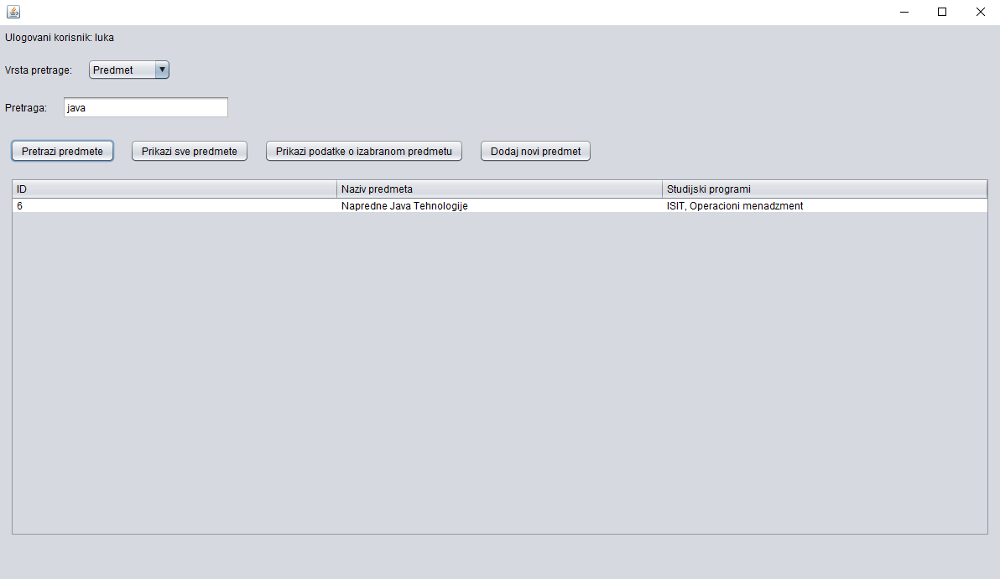 Ulogovani korisnik: luka
Vrsta pretrage: Predmet
Pretraga: java
Pretrazi predmete Prikazi sve predmete Prikazi podatke o izabranom predmetu Dodaj novi predmet
ID Naziv predmeta Studijski programi
6 Napredne Java Tehnologije ISIT, Operacioni menadzment